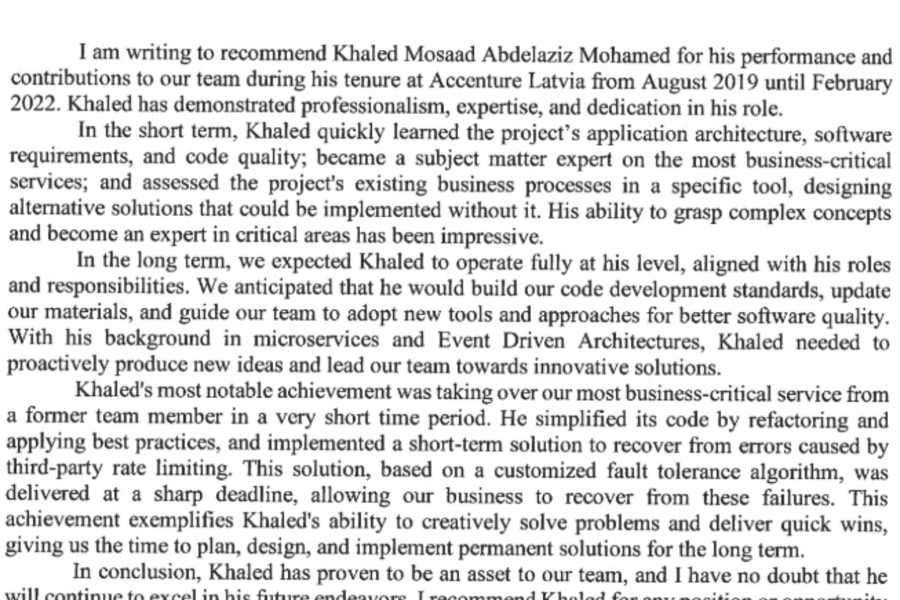 I am writing to recommend Khaled Mosaad Abdelaziz Mohamed for his performance and
contributions to our team during his tenure at Accenture Latvia from August 2019 until February
2022. Khaled has demonstrated professionalism, expertise, and dedication in his role.
In the short term, Khaled quickly learned the project's application architecture, software
requirements, and code quality; became a subject matter expert on the most business-critical
services; and assessed the project's existing business processes in a specific tool, designing
alternative solutions that could be implemented without it. His ability to grasp complex concepts
and become an expert in critical areas has been impressive.
In the long term, we expected Khaled to operate fully at his level, aligned with his roles
and responsibilities. We anticipated that he would build our code development standards, update
our materials, and guide our team to adopt new tools and approaches for better software quality.
With his background in microservices and Event Driven Architectures, Khaled needed to
proactively produce new ideas and lead our team towards innovative solutions.
Khaled's most notable achievement was taking over our most business-critical service from
a former team member in a very short time period. He simplified its code by refactoring and
applying best practices, and implemented a short-term solution to recover from errors caused by
third-party rate limiting. This solution, based on a customized fault tolerance algorithm, was
delivered at a sharp deadline, allowing our business to recover from these failures. This
achievement exemplifies Khaled's ability to creatively solve problems and deliver quick wins,
giving us the time to plan, design, and implement permanent solutions for the long term.
In conclusion, Khaled has proven to be an asset to our team, and I have no doubt that he
will continue to excel in his future endeavors. I recommend Khaled for any position or opportunity